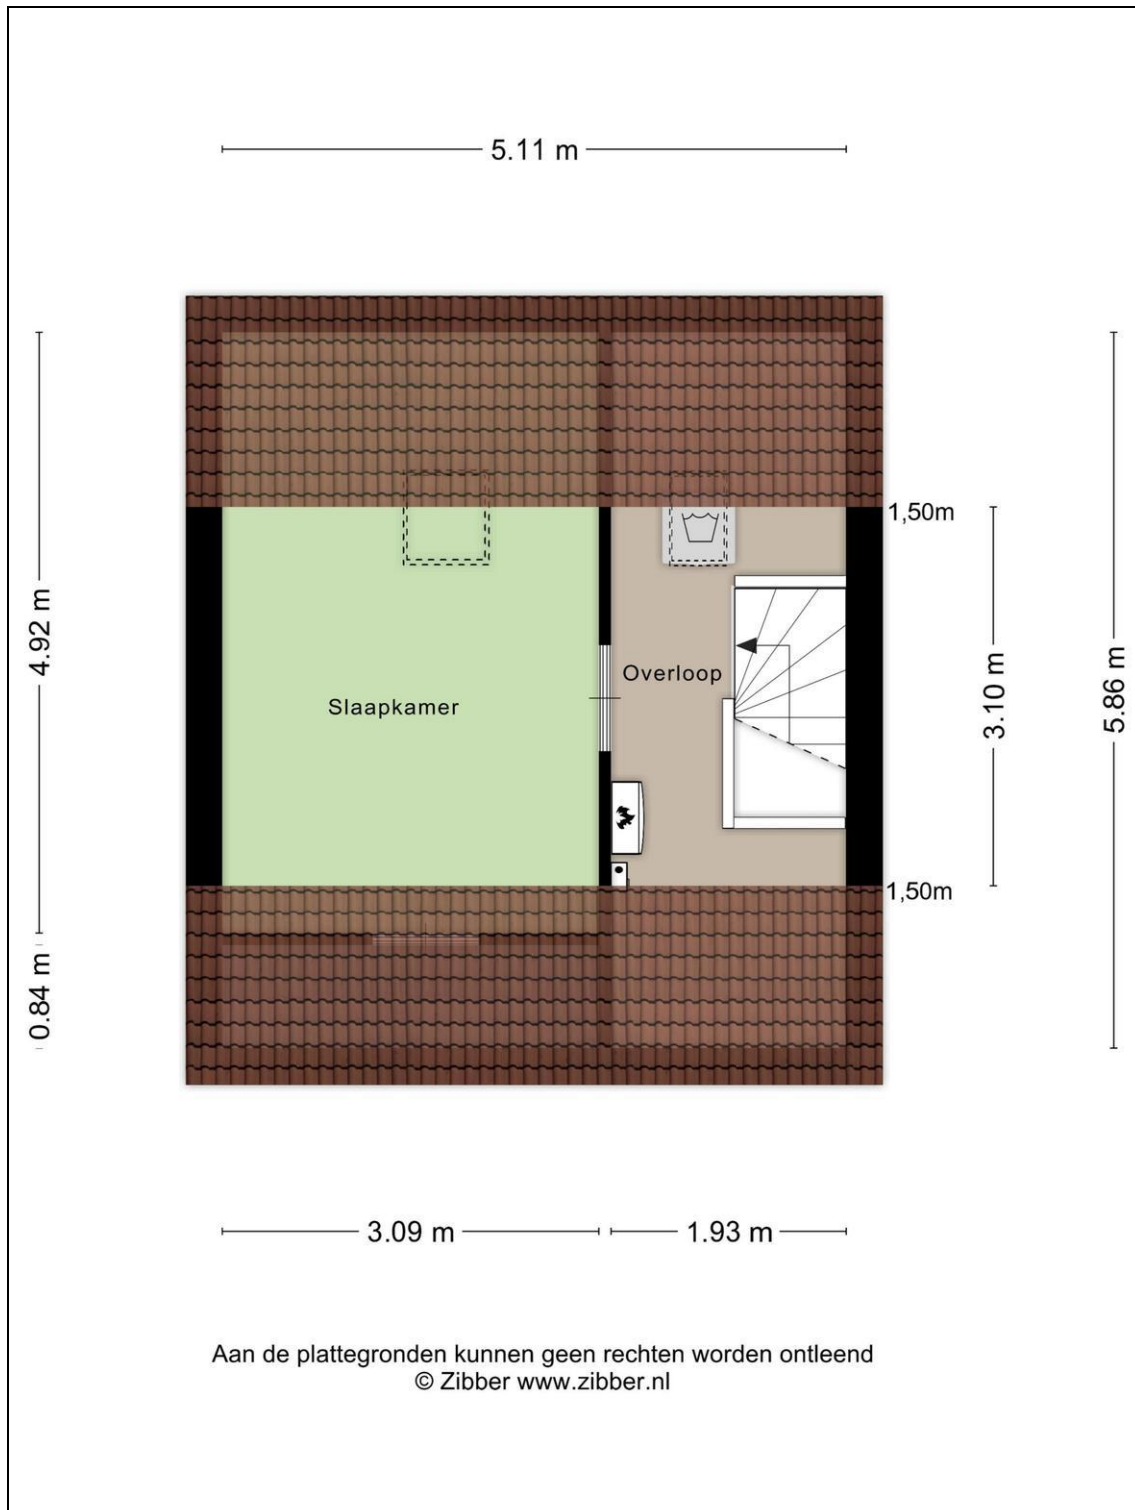 5.11 m
1,50m
4.92 m
5.86 m
Overloop
3.10 m
Slaapkamer
1,50m
0.84 m
3.09 m
1.93 m
Aan de plattegronden kunnen geen rechten worden ontleend
© Zibber www.zibber.nl